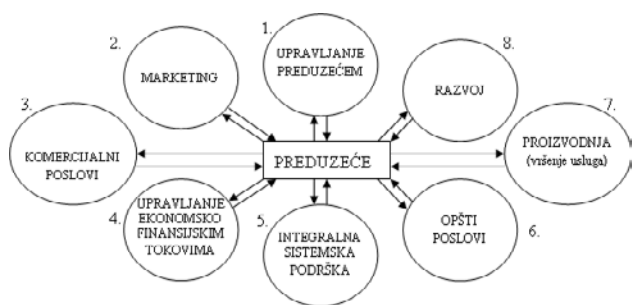 1.
UPRAVLJANJE
PREDUZEĆEM
2.
MARKETING
3.
KOMERCIJALNI
POSLOVI
4.
UPRAVLJANJE
EKONOMSKO
FINANSIJSKIM
TOKOVIMA
5.
INTEGRALNA
SISTEMSKA
PODRŠKA
6.
OPŠTI
POSLOVI
7.
PROIZVODNJA
(vršenje usluga)
8.
RAZVOJ
PREDUZEĆE